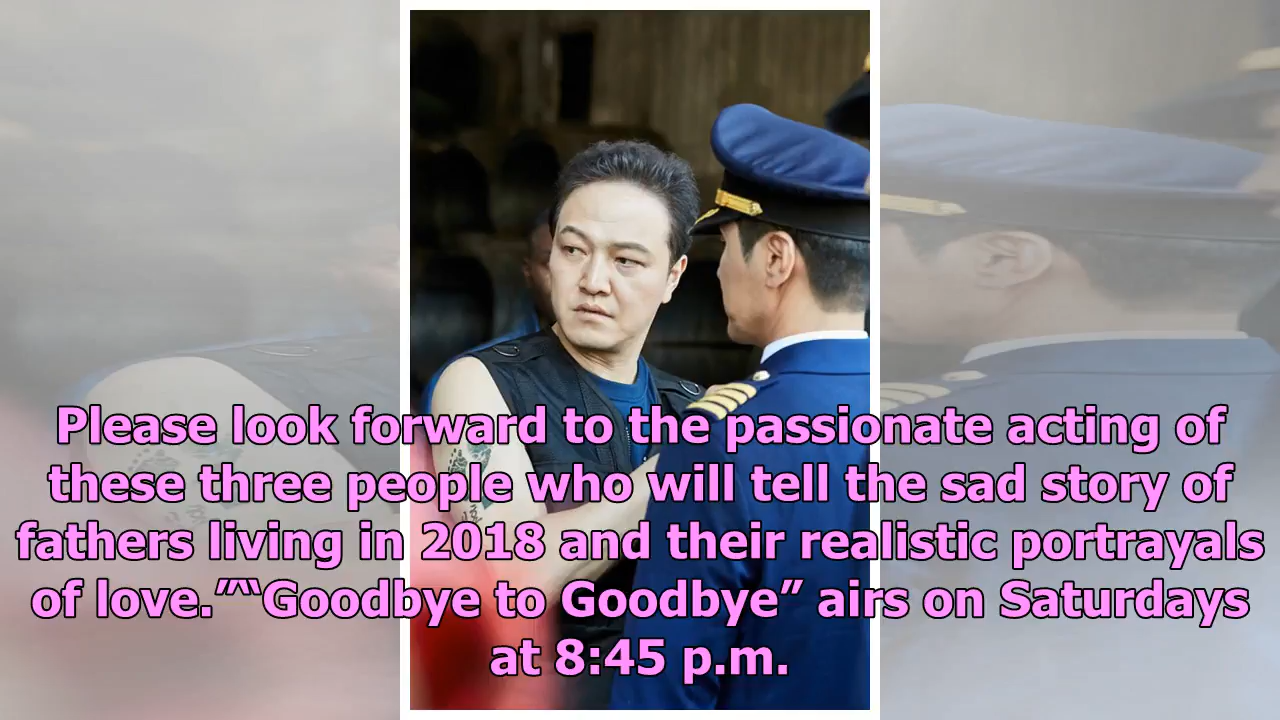 Please look forward to the passionate acting of
these three people who will tell the sad story of
fathers living in 2018 and their realistic portrayals
of love.”“Goodbye to Goodbye” airs on Saturdays
at 8:45 p.m.